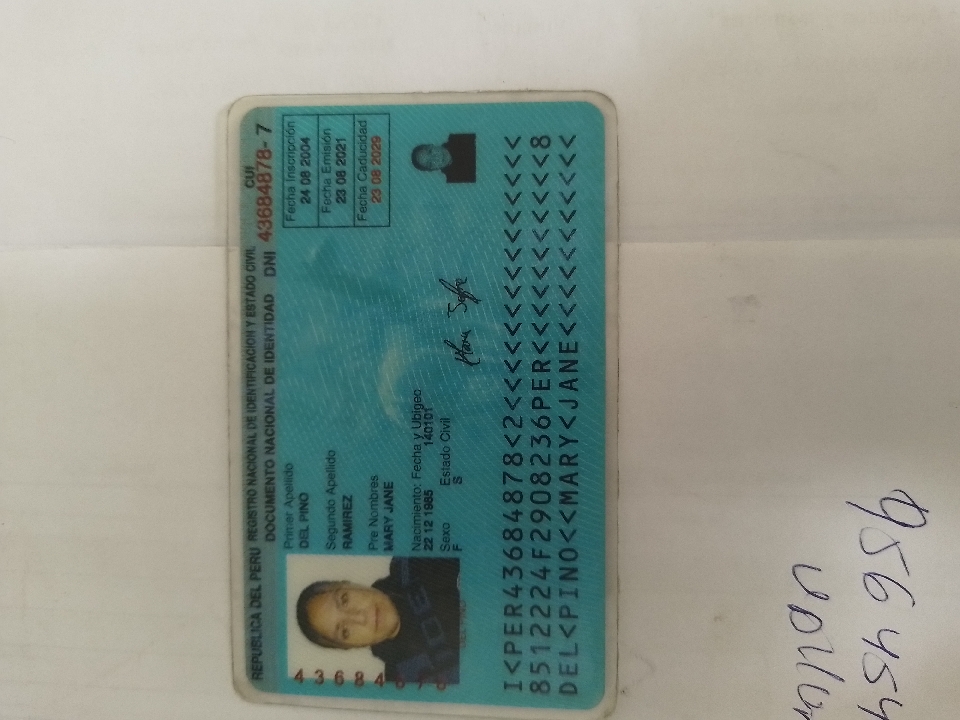 REPUBLICA DEL PERU REGISTRO NACIONAL DE IDENTIFICACION Y ESTADO CIVIL
CUI
DOCUMENTO NACIONAL DE IDENTIDAD DNI 43684878-7
Primer Apellido
DEL PINO
Segundo Apellido
RAMIREZ
Pre Nombres
MARY JANE
Nacimiento: Fecha y Ubigeo
22 12 1985 140101
Sexo Estado Civil
F S
Fecha Inscripción
24 08 2004
Fecha Emisión
23 08 2021
Fecha Caducidad
23 08 2029
I<PER43684878<2<<<<<<<<<<<<<<<
8512224F2908236PER<<<<<<<<<<<8
DEL<PINO<<MARY<JANE<<<<<<<<<<<
956 454